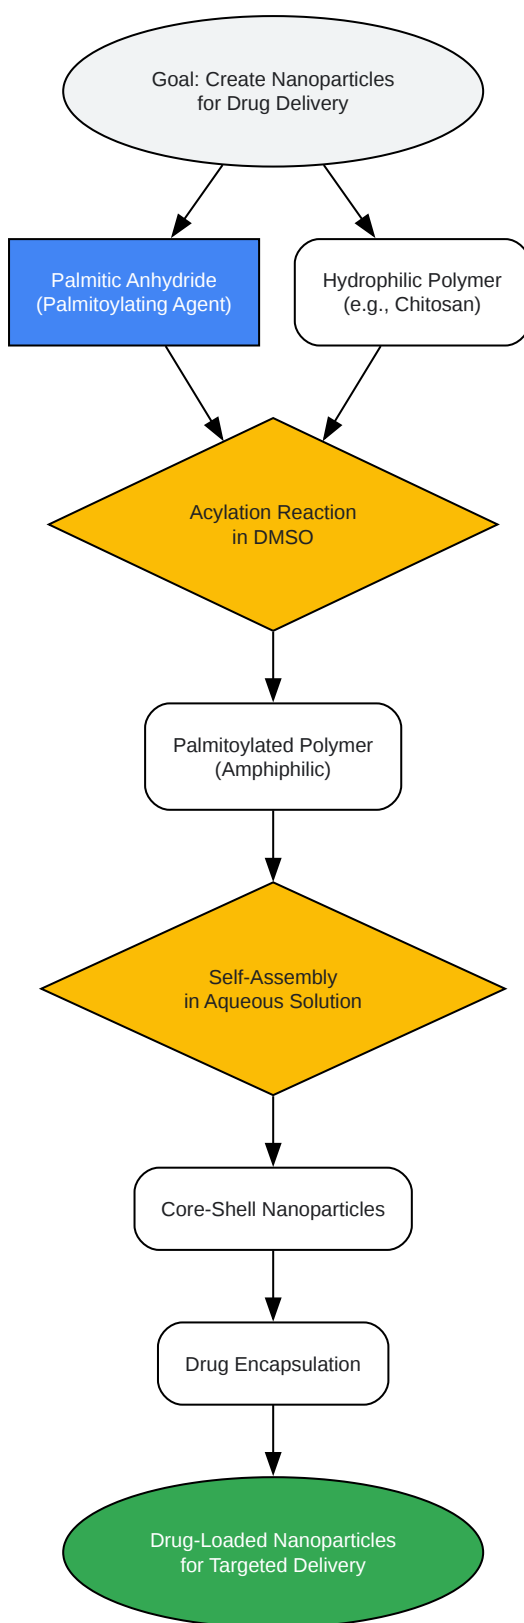 Goal: Create Nanoparticles
for Drug Delivery
Palmitic Anhydride
(Palmitoylating Agent)
Hydrophilic Polymer
(e.g., Chitosan)
Acylation Reaction
in DMSO
Palmitoylated Polymer
(Amphiphilic)
Self-Assembly
in Aqueous Solution
Core-Shell Nanoparticles
Drug Encapsulation
Drug-Loaded Nanoparticles
for Targeted Delivery